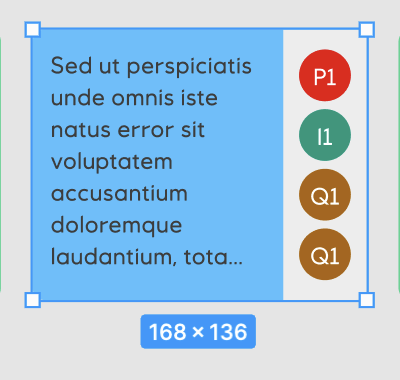 Sed ut perspiciatis
unde omnis iste
natus error sit
voluptatem
accusantium
doloremque
laudantium, tota...
P1
I1
Q1
Q1
168 × 136